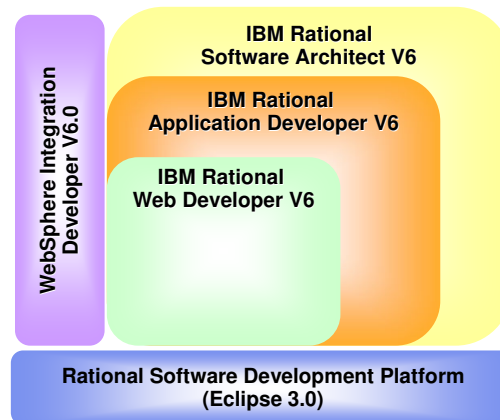 WebSphere Integration
Developer V6.0
IBM Rational
Software Architect V6
IBM Rational
Application Developer V6
IBM Rational
Web Developer V6
Rational Software Development Platform
(Eclipse 3.0)